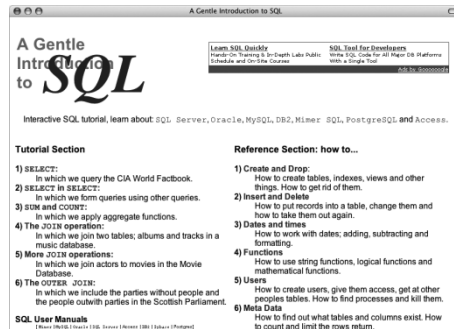 A Gentle Introduction to SQL
A Gentle
Introduction
to SQL
Learn SQL Quickly
Hands-On Training & In-Depth Labs Public
Schedule and On-Site Courses
SQL Tool for Developers
Write SQL Code for All Major DB Platforms
With a Single Tool
Ads by Goooooogle
Interactive SQL tutorial, learn about: SQL Server, Oracle, MySQL, DB2, Mimer SQL, PostgreSQL and Access.
Tutorial Section
1) SELECT:
In which we query the CIA World Factbook.
2) SELECT in SELECT:
In which we form queries using other queries.
3) SUM and COUNT:
In which we apply aggregate functions.
4) The JOIN operation:
In which we join two tables; albums and tracks in a
music database.
5) More JOIN operations:
In which we join actors to movies in the Movie
Database.
6) The OUTER JOIN:
In which we include the parties without people and
the people outwith parties in the Scottish Parliament.
SQL User Manuals
[Mimer |MySQL | Oracle | SQL Server | Access | DB2 | Sybase | Postgres]
Reference Section: how to...
1) Create and Drop:
How to create tables, indexes, views and other
things. How to get rid of them.
2) Insert and Delete
How to put records into a table, change them and
how to take them out again.
3) Dates and times
How to work with dates; adding, subtracting and
formatting.
4) Functions
How to use string functions, logical functions and
mathematical functions.
5) Users
How to create users, give them access, get at other
peoples tables. How to find processes and kill them.
6) Meta Data
How to find out what tables and columns exist. How
to count and limit the rows return.